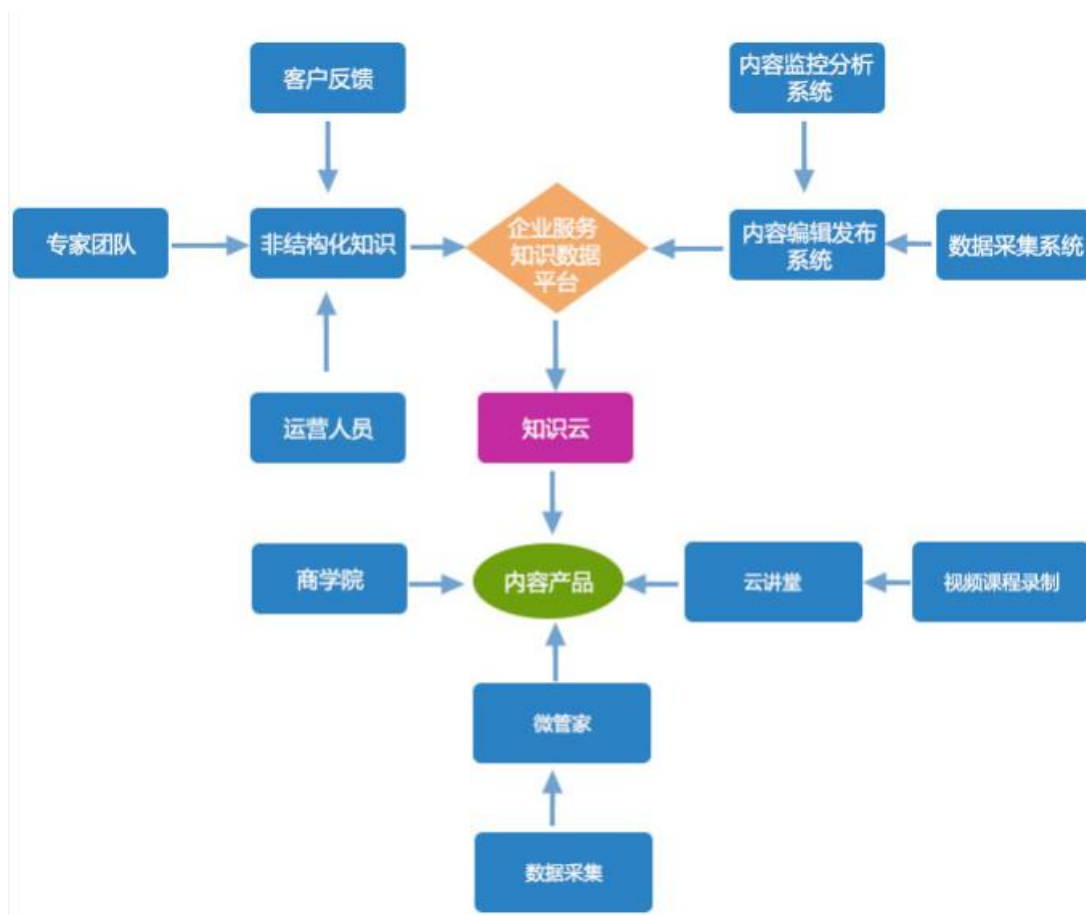 客户反馈
内容监控分析
系统
专家团队
非结构化知识
企业服务
知识数据
平台
内容编辑发布
系统
数据采集系统
运营人员
知识云
商学院
内容产品
云讲堂
视频课程录制
微管家
数据采集